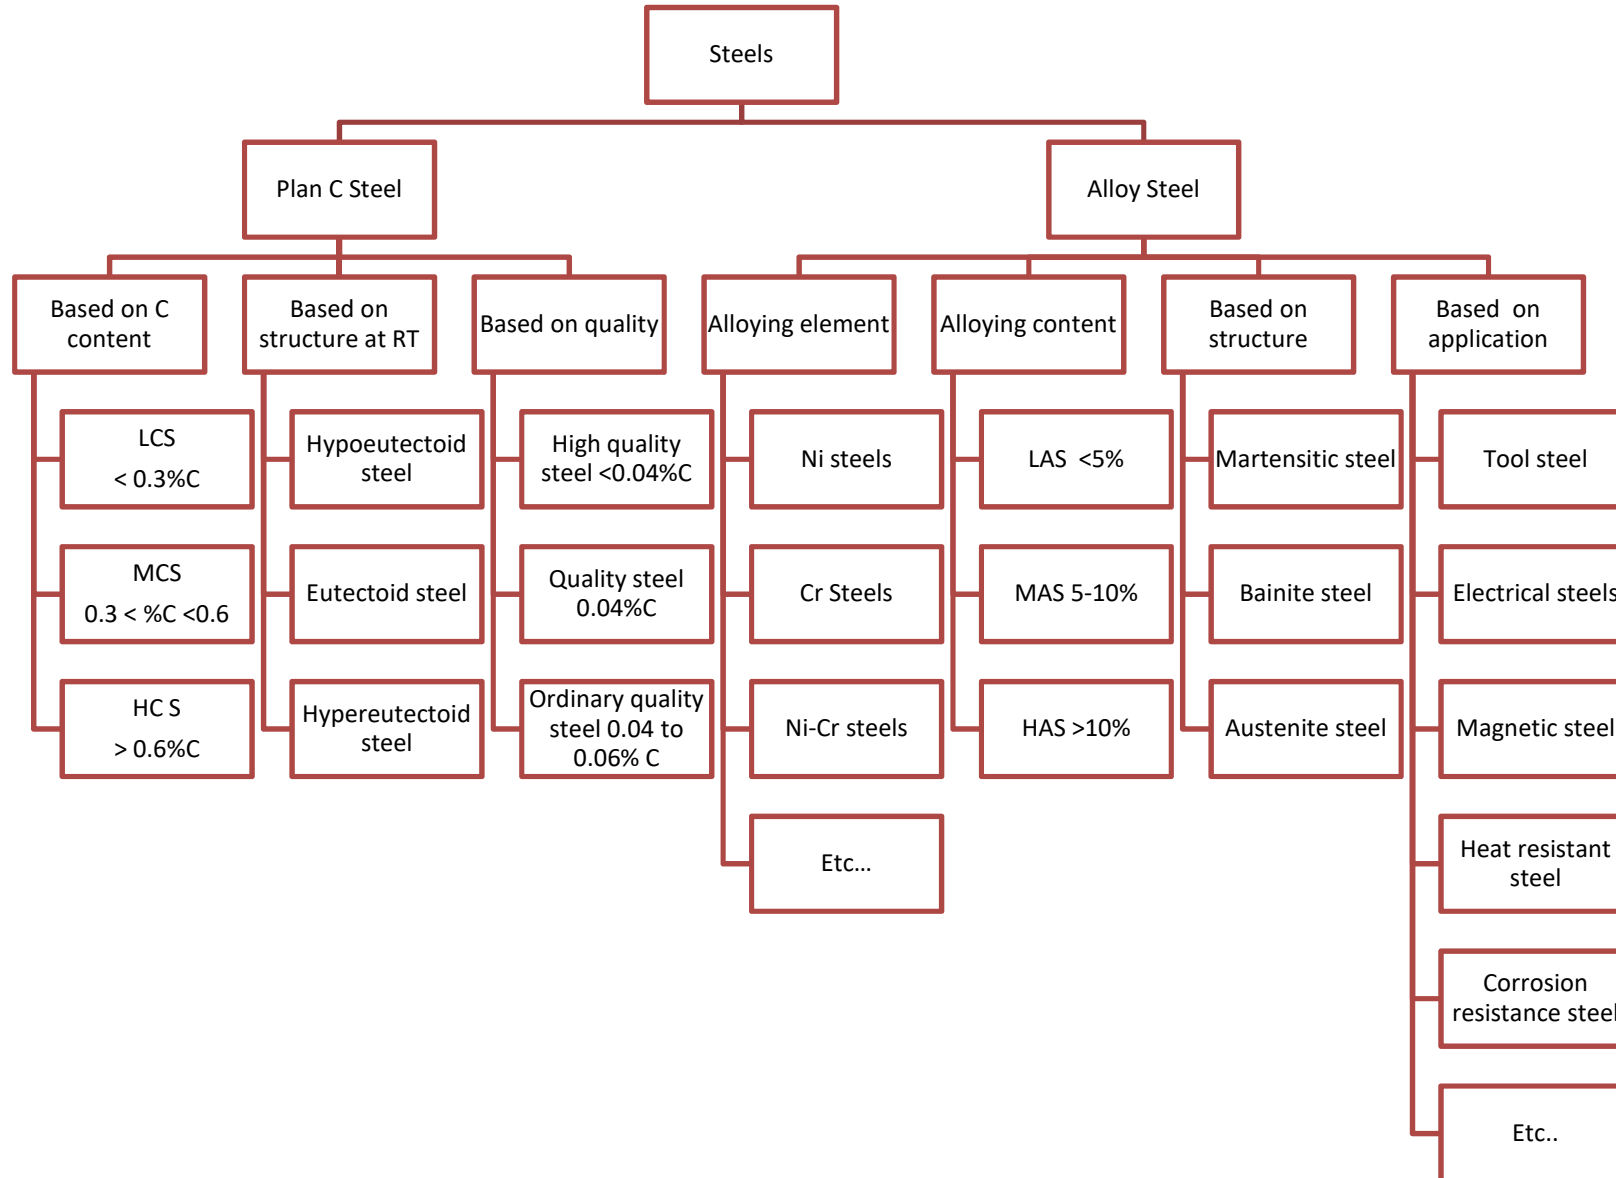 Steels
Plan C Steel
Alloy Steel
Based on C
content
Based on
structure at RT
Based on quality
Alloying element
Alloying content
Based on
structure
Based on
application
LCS
< 0.3%C
Hypoeutectoid
steel
High quality
steel <0.04%C
Ni steels
LAS <5%
Martensitic steel
Tool steel
MCS
0.3 < %C <0.6
Eutectoid steel
Quality steel
0.04%C
Cr Steels
MAS 5-10%
Bainite steel
Electrical steels
HC S
> 0.6%C
Hypereutectoid
steel
Ordinary quality
steel 0.04 to
0.06% C
Ni-Cr steels
HAS >10%
Austenite steel
Magnetic steel
Etc...
Heat resistant
steel
Corrosion
resistance steel
Etc..